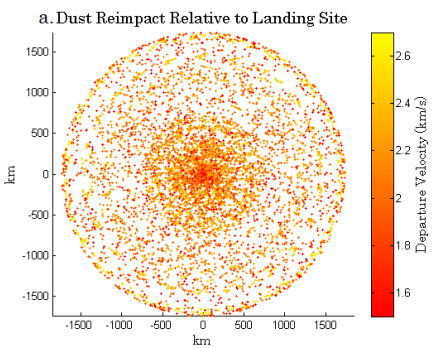 a. Dust Reimpact Relative to Landing Site
1500
1000
500
0
-500
-1000
-1500
km
-1500 -1000 -500 0 500 1000 1500
km
2.6
2.4
2.2
2
1.8
1.6
Departure Velocity (km/s)